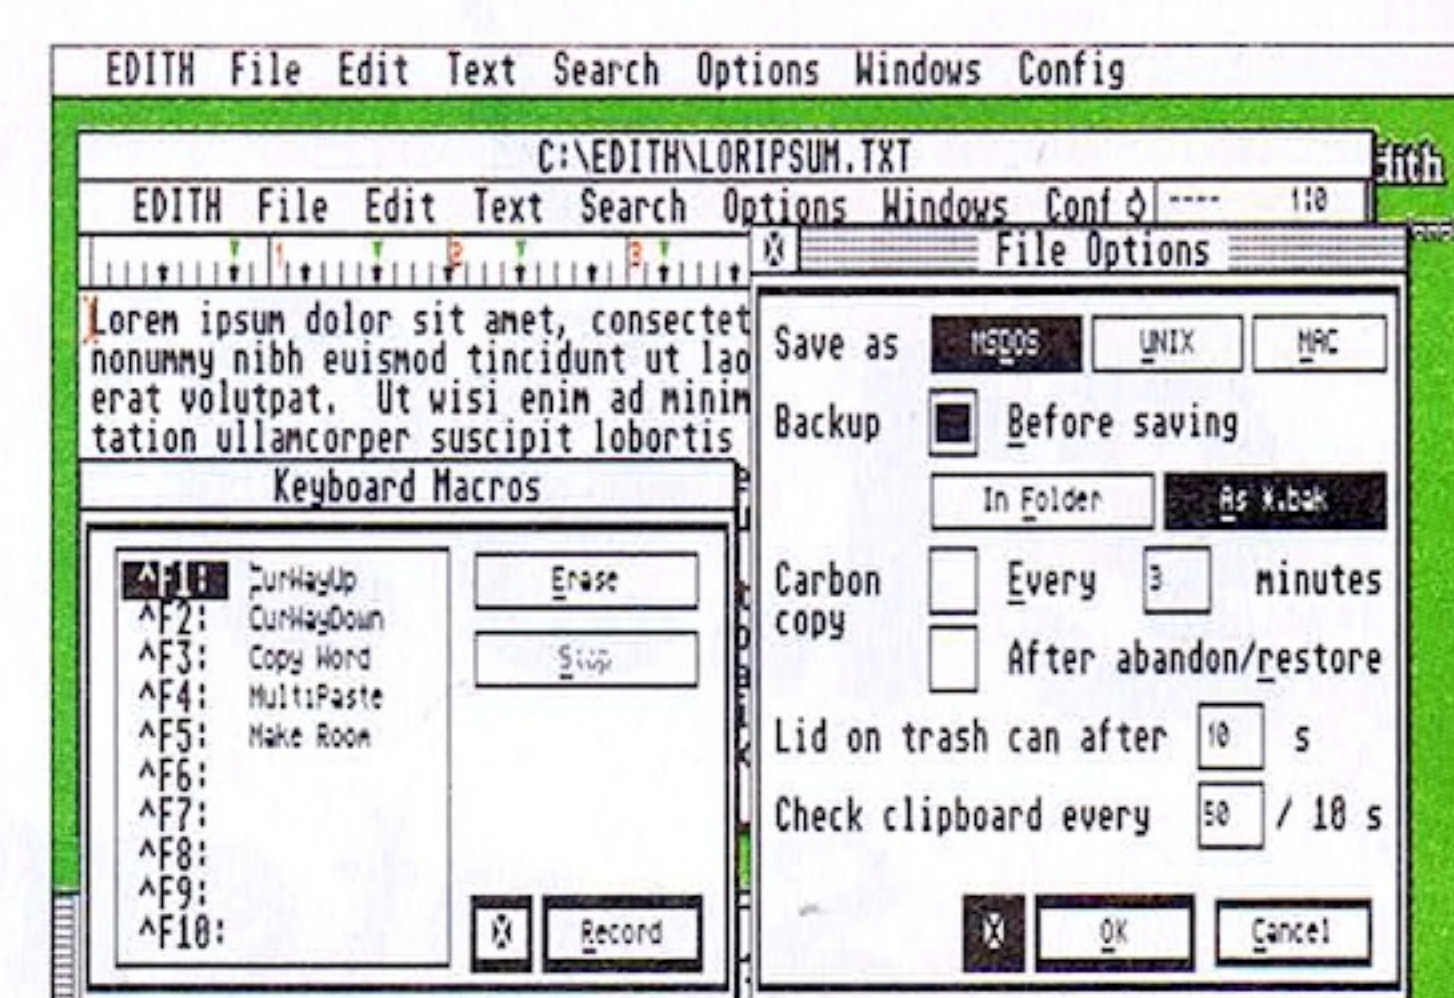 EDITH File Edit Text Search Options Windows Config
C:\EDITH\LORIPSUM.TXT
EDITH File Edit Text Search Options Windows Conf ---- 1:0
1 2 3
Lorem ipsum dolor sit amet, consectet
nonummy nibh euismod tincidunt ut lao
erat volutpat. Ut wisi enim ad minim
tation ullamcorper suscipit lobortis
Keyboard Macros
^F1: CurWayUp
^F2: CurWayDown
^F3: Copy Word
^F4: MultiPaste
^F5: Make Room
^F6:
^F7:
^F8:
^F9:
^F10:
Erase
Record
File Options
Save as MSDOS UNIX MAC
Backup Before saving
In Folder As X.bak
Carbon copy Every 3 minutes
After abandon/restore
Lid on trash can after 10 s
Check clipboard every 50 / 10 s
OK Cancel